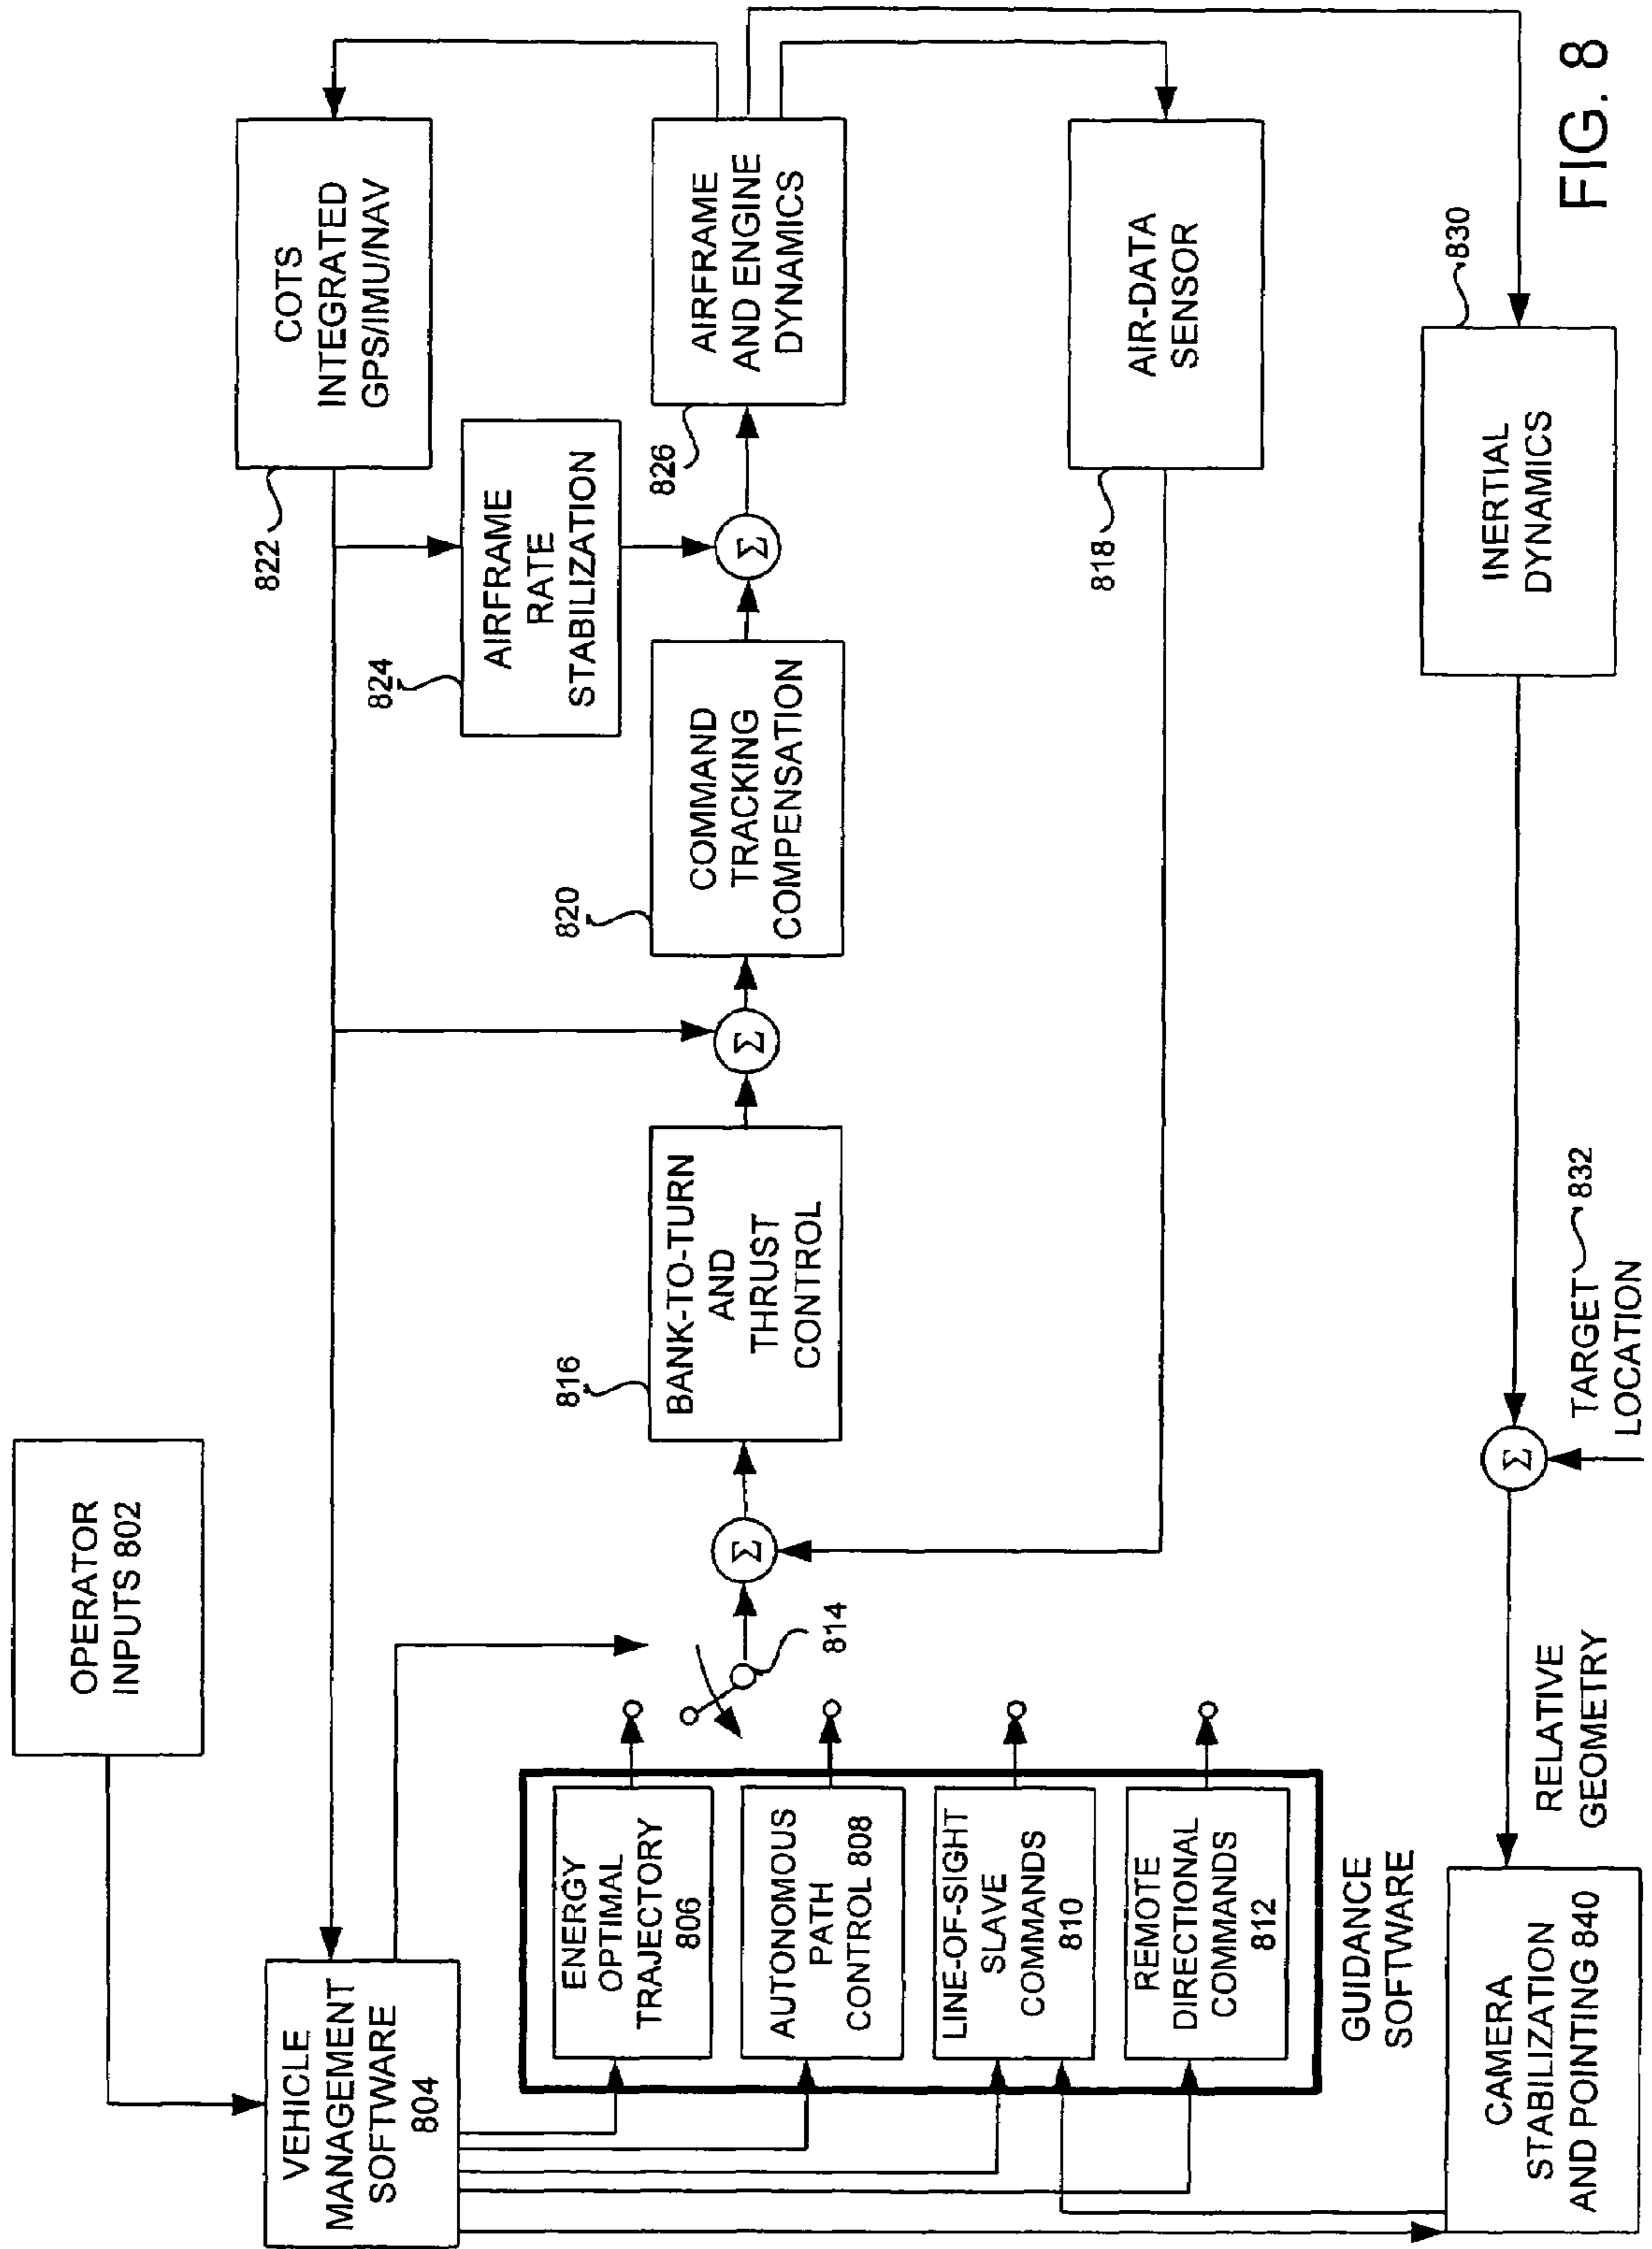 OPERATOR
INPUTS 802
VEHICLE
MANAGEMENT
SOFTWARE
804
COTS
INTEGRATED
GPS/IMU/NAV
822
AIRFRAME
RATE
STABILIZATION
824
ENERGY
OPTIMAL
TRAJECTORY
806
AUTONOMOUS
PATH
CONTROL 808
LINE-OF-SIGHT
SLAVE
COMMANDS
810
REMOTE
DIRECTIONAL
COMMANDS
812
GUIDANCE
SOFTWARE
814
Σ
816
BANK-TO-TURN
AND
THRUST
CONTROL
Σ
820
COMMAND
TRACKING
COMPENSATION
Σ
826
AIRFRAME
AND ENGINE
DYNAMICS
818
AIR-DATA
SENSOR
CAMERA
STABILIZATION
AND POINTING 840
RELATIVE
GEOMETRY
Σ
TARGET 832
LOCATION
INERTIAL
DYNAMICS
830
FIG. 8